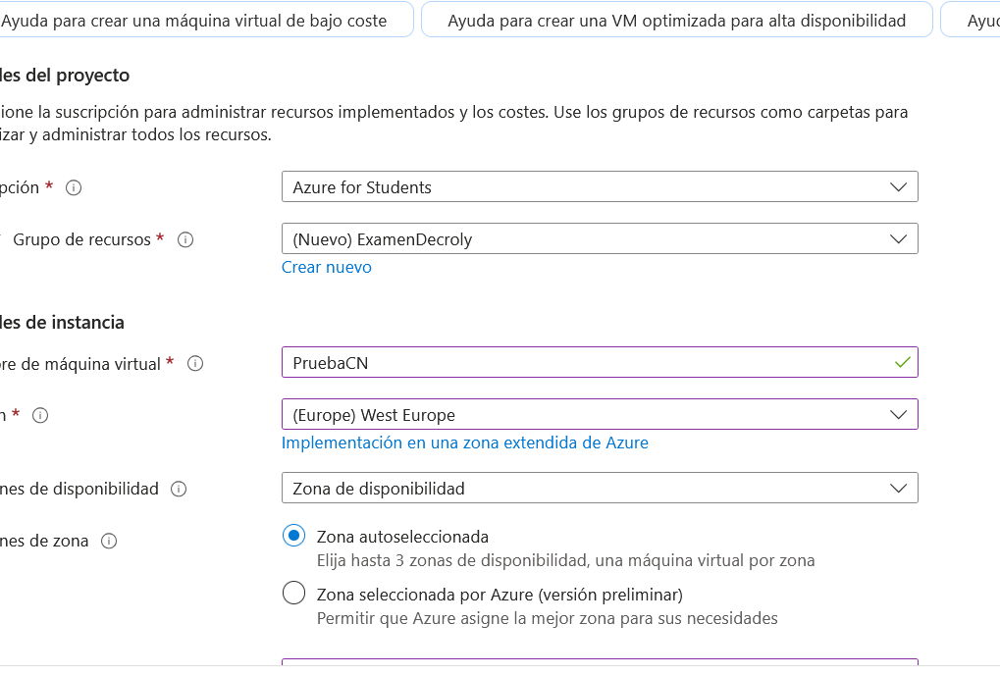 Ayuda para crear una máquina virtual de bajo coste
Ayuda para crear una VM optimizada para alta disponibilidad
les del proyecto
ione la suscripción para administrar recursos implementados y los costes. Use los grupos de recursos como carpetas para
izar y administrar todos los recursos.
pción *
Azure for Students
Grupo de recursos *
(Nuevo) ExamenDecroly
Crear nuevo
les de instancia
re de máquina virtual *
PruebaCN
n *
(Europe) West Europe
Implementación en una zona extendida de Azure
nes de disponibilidad
Zona de disponibilidad
nes de zona
Zona autoseleccionada
Elija hasta 3 zonas de disponibilidad, una máquina virtual por zona
Zona seleccionada por Azure (versión preliminar)
Permitir que Azure asigne la mejor zona para sus necesidades